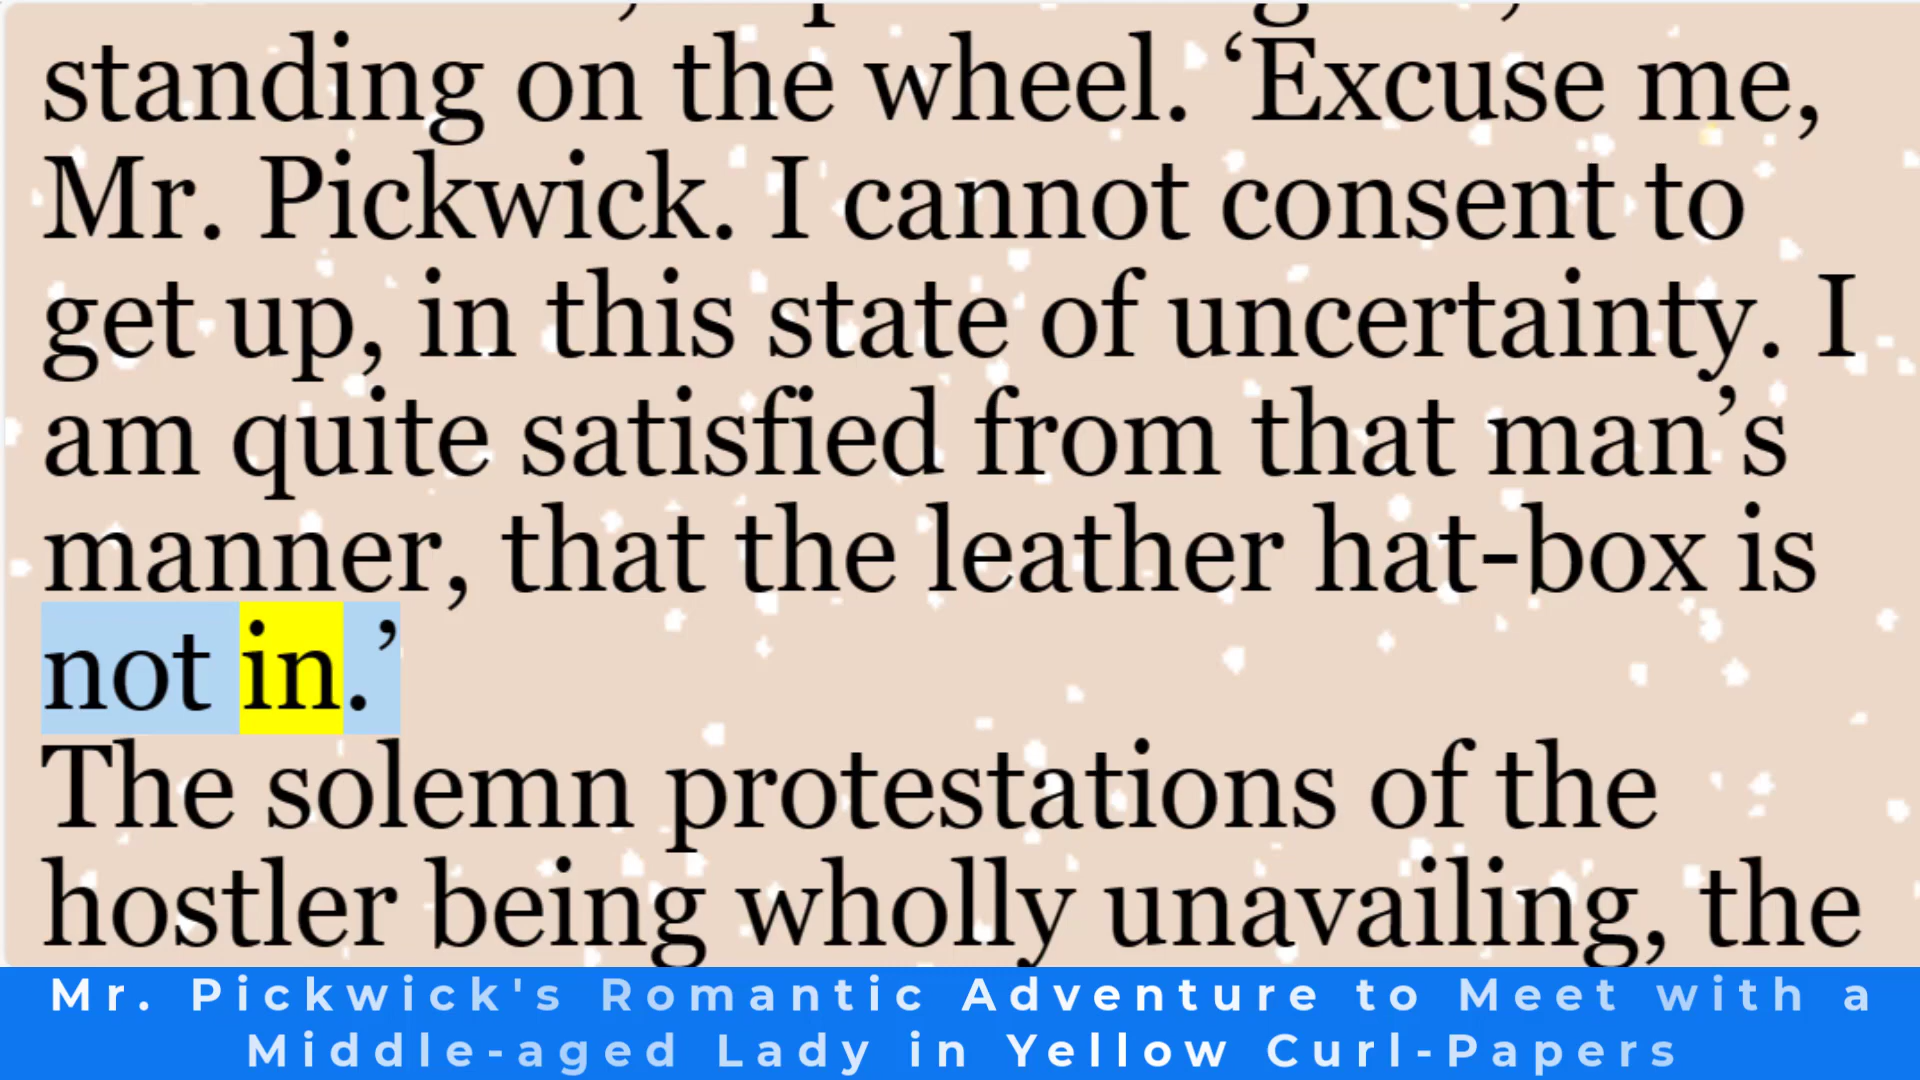 standing on the wheel. ‘Excuse me,
Mr. Pickwick. I cannot consent to
get up, in this state of uncertainty. I
am quite satisfied from that man’s
manner, that the leather hat-box is
not in.’
The solemn protestations of the
hostler being wholly unavailing, the
Mr. Pickwick's Romantic Adventure to Meet with a
Middle-aged Lady in Yellow Curl-Papers